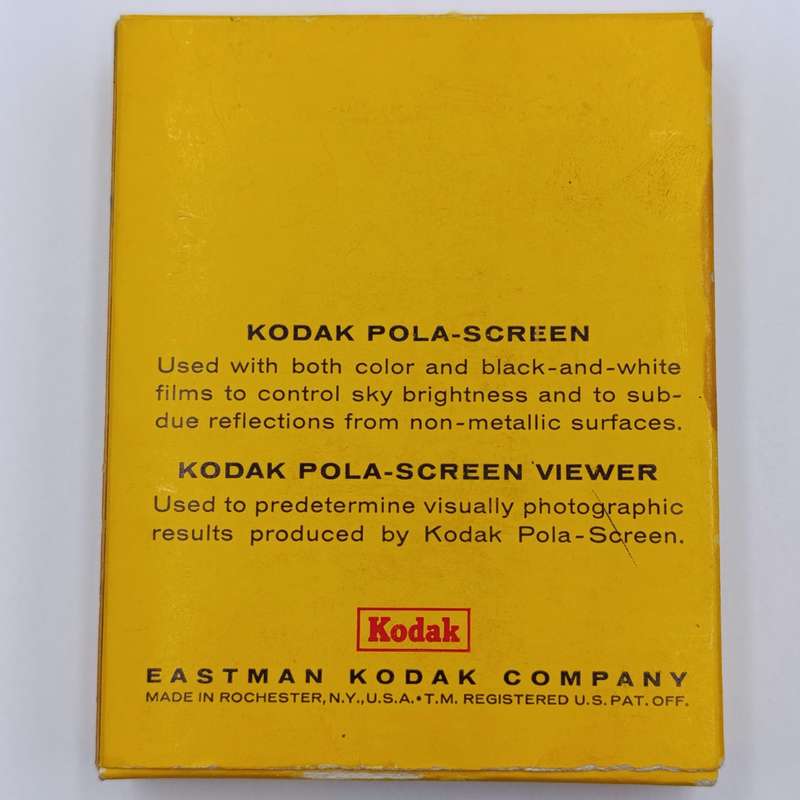 KODAK POLA-SCREEN
Used with both color and black-and-white
films to control sky brightness and to sub-
due reflections from non-metallic surfaces.
KODAK POLA-SCREEN VIEWER
Used to predetermine visually photographic
results produced by Kodak Pola-Screen.
Kodak
EASTMAN KODAK COMPANY
MADE IN ROCHESTER, N.Y., U.S.A. • T.M. REGISTERED U.S. PAT. OFF.